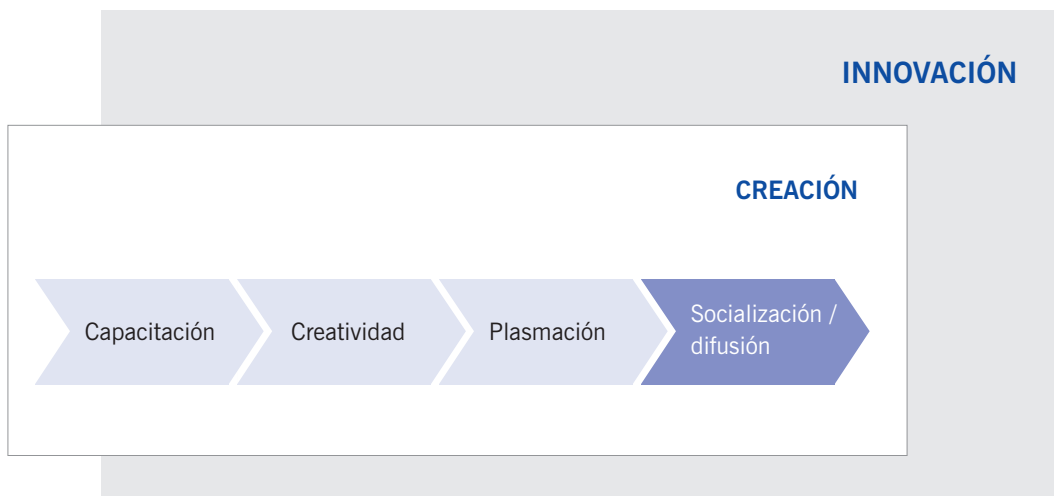 INNOVACIÓN
CREACIÓN
Capacitación
Creatividad
Plasmación
Socialización /
difusión